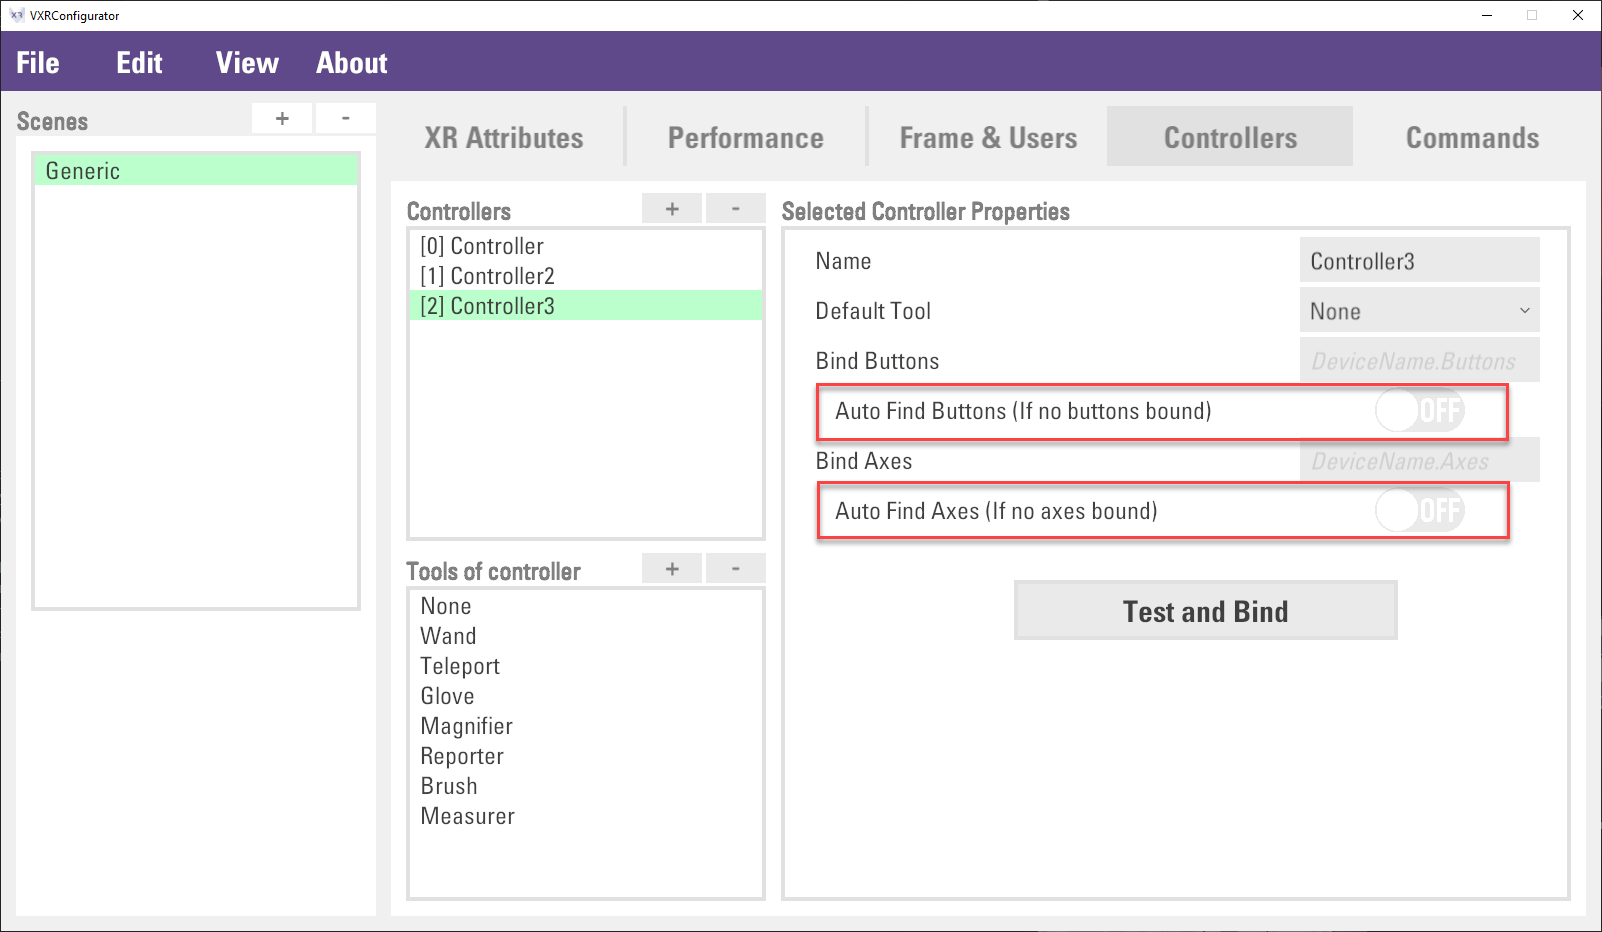 VXRConfigurator
File Edit View About
Scenes + -
Generic
XR Attributes Performance Frame & Users Controllers Commands
Controllers + -
[0] Controller
[1] Controller2
[2] Controller3
Tools of controller + -
None
Wand
Teleport
Glove
Magnifier
Reporter
Brush
Measurer
Selected Controller Properties
Name Controller3
Default Tool None
Bind Buttons DeviceName.Buttons
Auto Find Buttons (If no buttons bound) OFF
Bind Axes DeviceName.Axes
Auto Find Axes (If no axes bound) OFF
Test and Bind